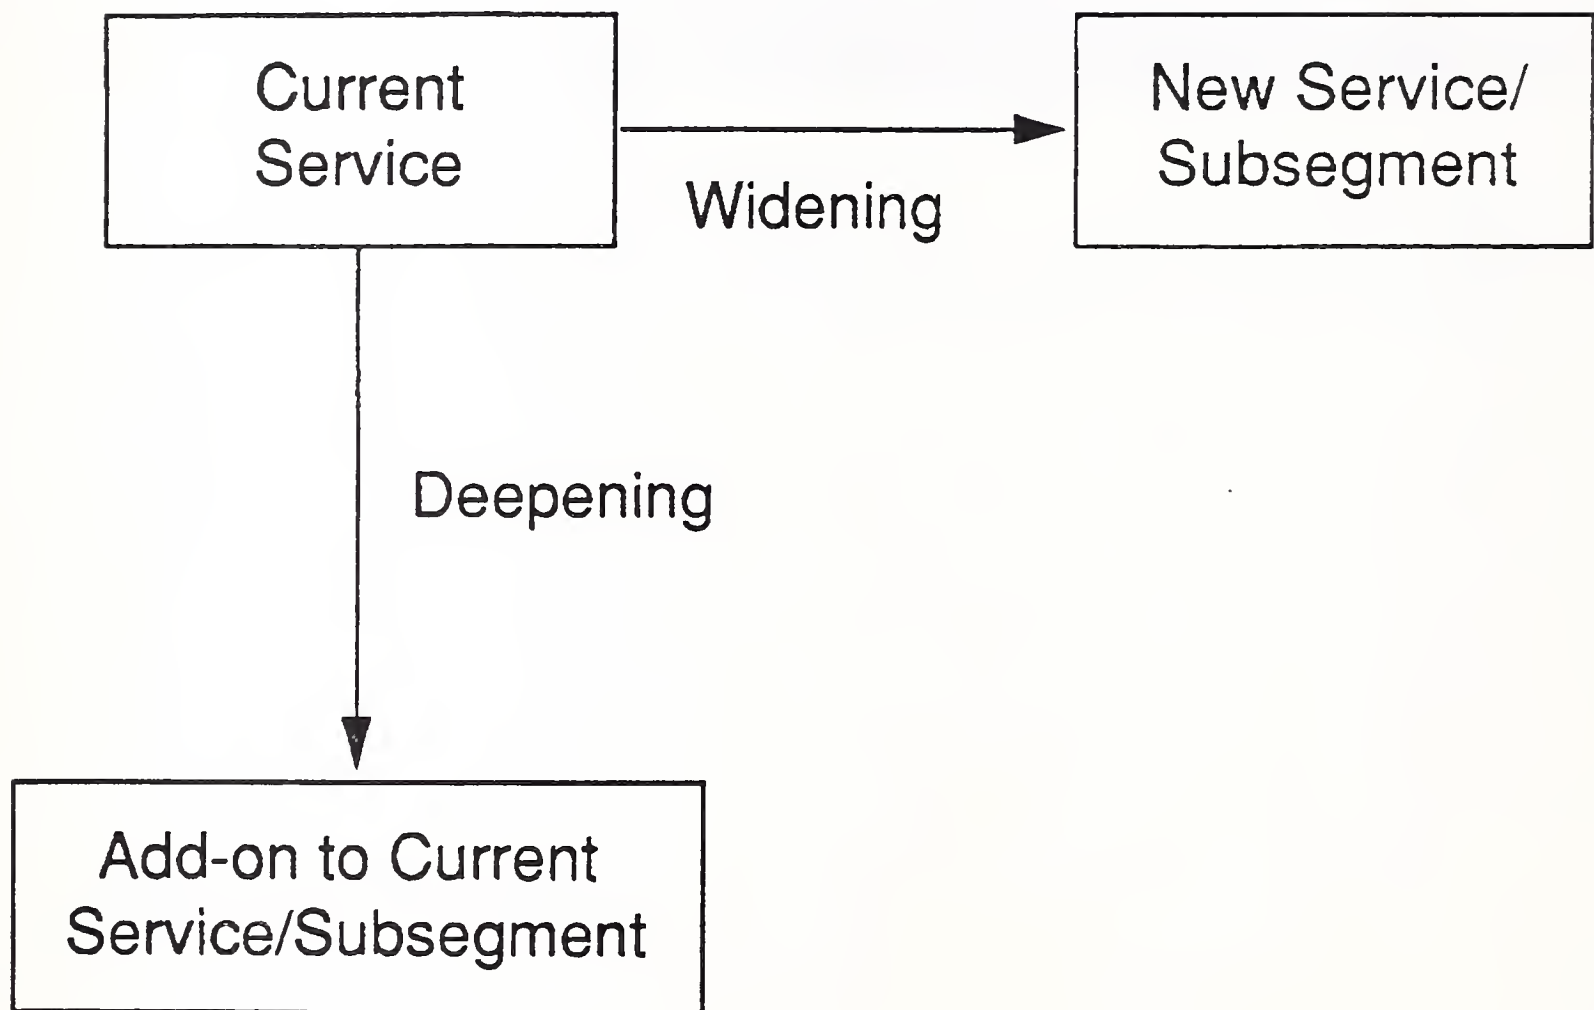 Current
Service
New Service/
Subsegment
Widening
Deepening
Add-on to Current
Service/Subsegment